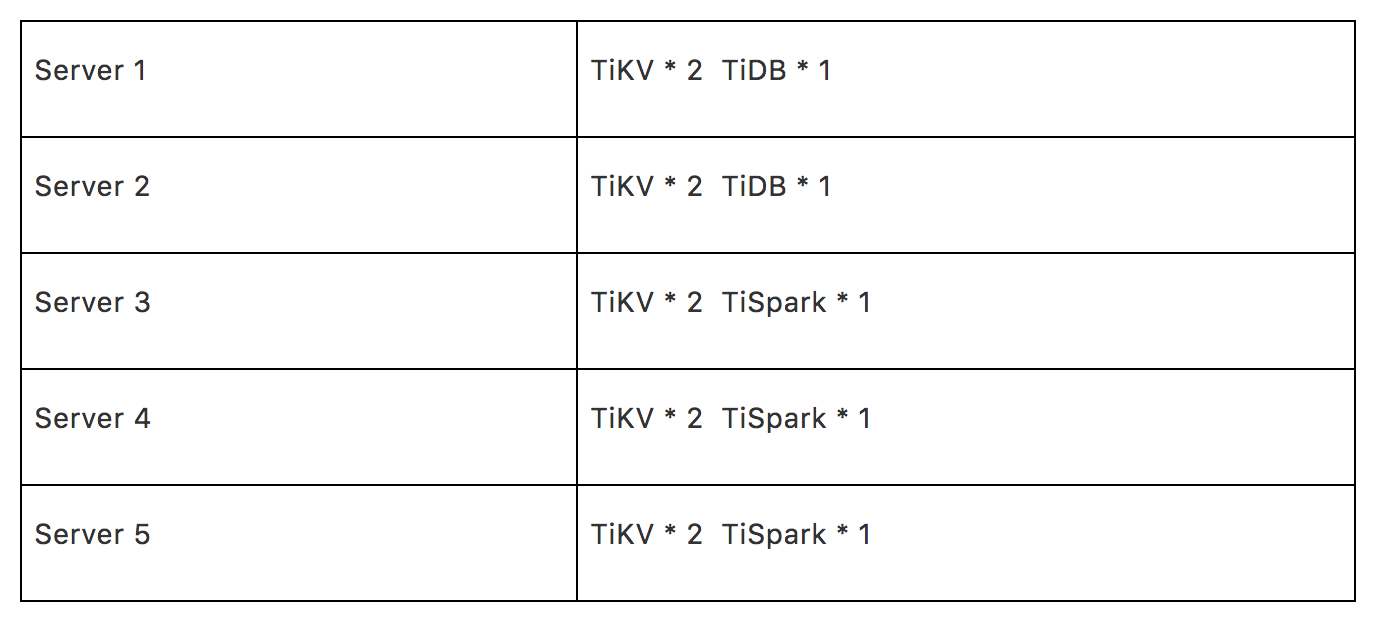 Server 1 TiKV * 2  TiDB * 1
Server 2 TiKV * 2  TiDB * 1
Server 3 TiKV * 2  TiSpark * 1
Server 4 TiKV * 2  TiSpark * 1
Server 5 TiKV * 2  TiSpark * 1